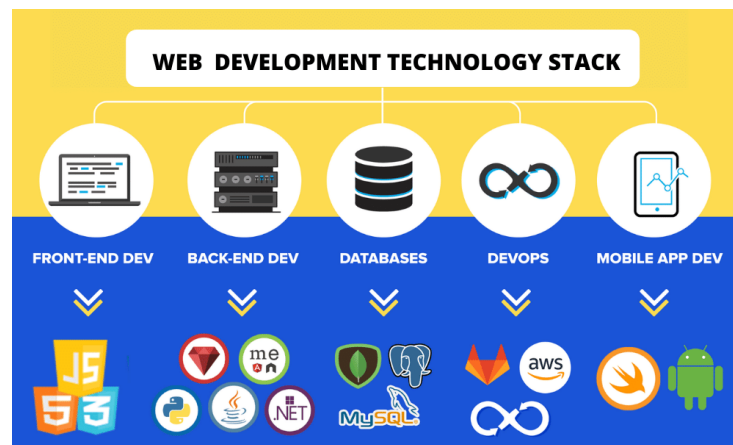 WEB DEVELOPMENT TECHNOLOGY STACK
FRONT-END DEV
BACK-END DEV
DATABASES
DEVOPS
MOBILE APP DEV
JS
5
3
me
A
.NET
MySQL
aws